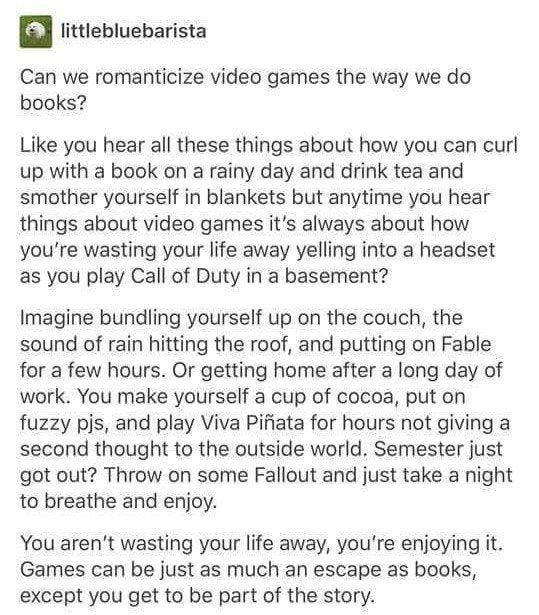 littlebluebarista
Can we romanticize video games the way we do
books?
Like you hear all these things about how you can curl
up with a book on a rainy day and drink tea and
smother yourself in blankets but anytime you hear
things about video games it’s always about how
you’re wasting your life away yelling into a headset
as you play Call of Duty in a basement?
Imagine bundling yourself up on the couch, the
sound of rain hitting the roof, and putting on Fable
for a few hours. Or getting home after a long day of
work. You make yourself a cup of cocoa, put on
fuzzy pjs, and play Viva Piñata for hours not giving a
second thought to the outside world. Semester just
got out? Throw on some Fallout and just take a night
to breathe and enjoy.
You aren’t wasting your life away, you’re enjoying it.
Games can be just as much an escape as books,
except you get to be part of the story.